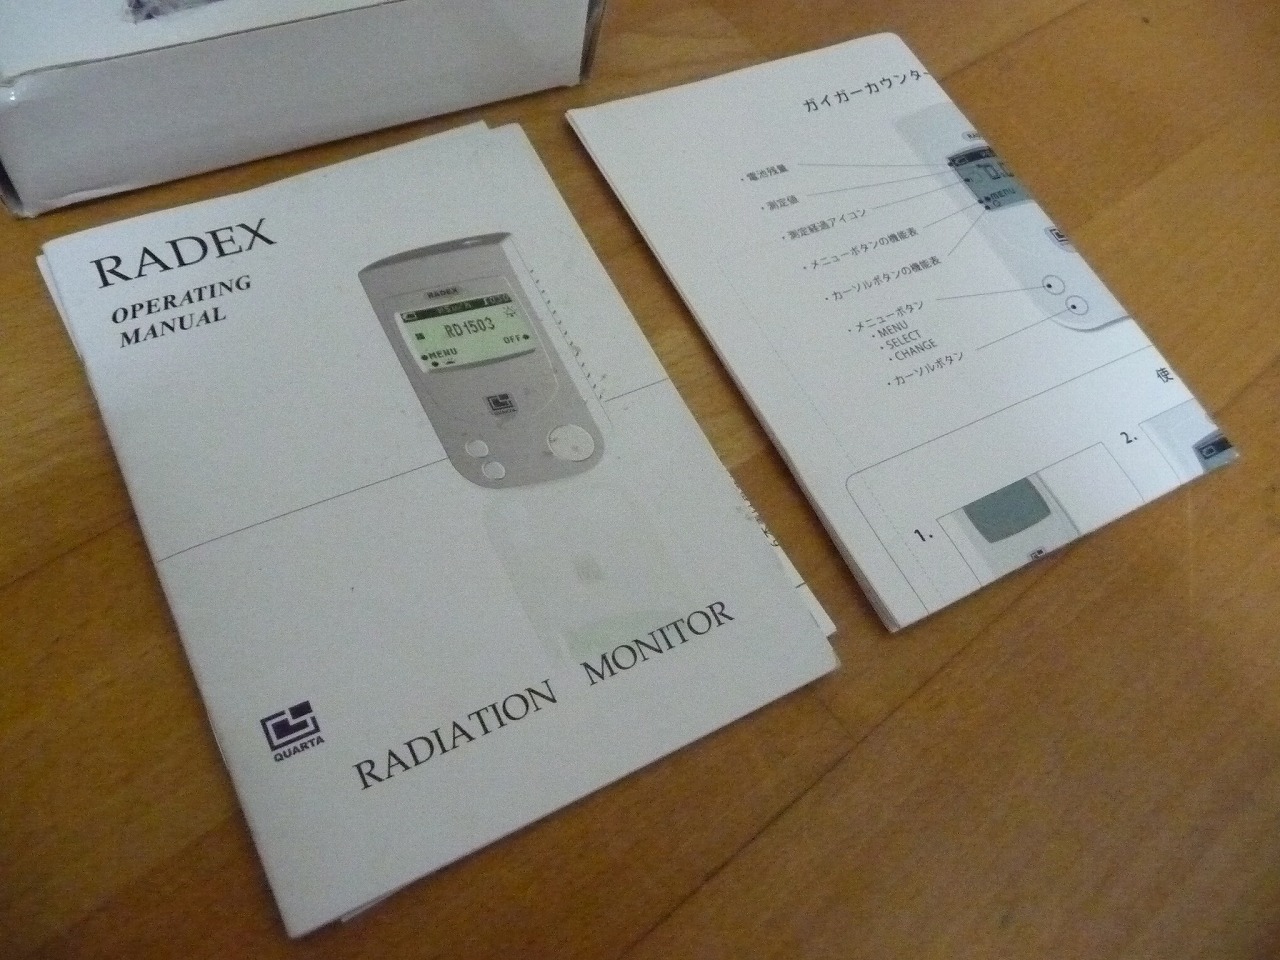 RADEX
OPERATING
MANUAL
RADEX
RD1503
MENU
OFF
QUARTA
RADIATION MONITOR
ガイガーカウンター
・電池残量
・測定値
・測定経過アイコン
・メニューボタンの機能表
・カーソルボタンの機能表
・メニューボタン
・MENU
・SELECT
・CHANGE
・カーソルボタン
MENU
使
1.
2.